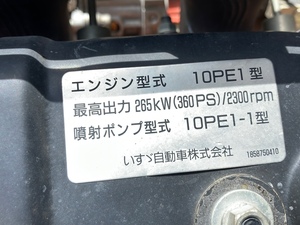 エンジン型式 10PE1型
最高出力 265kW(360PS)/2300rpm
噴射ポンプ型式 10PE1-1型
いすゞ自動車株式会社 1858750410